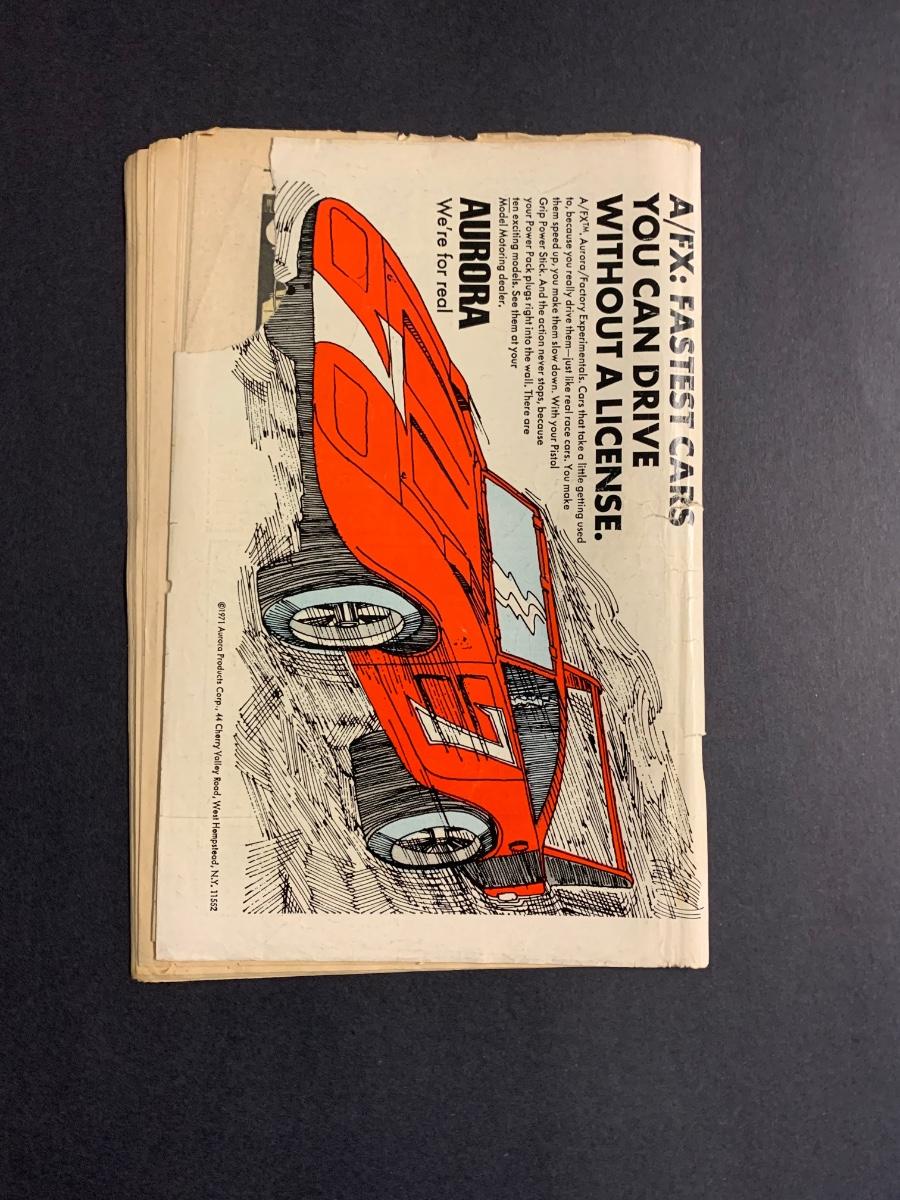 A/FX: FASTEST CARS
YOU CAN DRIVE
WITHOUT A LICENSE.
A/FX™. Aurora/Factory Experimentals. Cars that take a little getting used
to, because you really drive them—just like real race cars. You make
them speed up, you make them slow down. With your Pistol
Grip Power Stick. And the action never stops, because
your Power Pack plugs right into the wall. There are
ten exciting models. See them at your
Model Motoring dealer.
AURORA
We're for real
7
©1971 Aurora Products Corp., 44 Cherry Valley Road, West Hempstead, N.Y. 11552